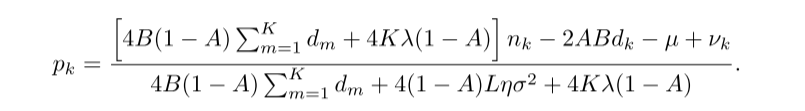 p_k = \frac{\left[4B(1-A)\sum_{m=1}^{K} d_m + 4K\lambda(1-A)\right] n_k - 2ABd_k - \mu + \nu_k}{4B(1-A)\sum_{m=1}^{K} d_m + 4(1-A)L\eta\sigma^2 + 4K\lambda(1-A)}.